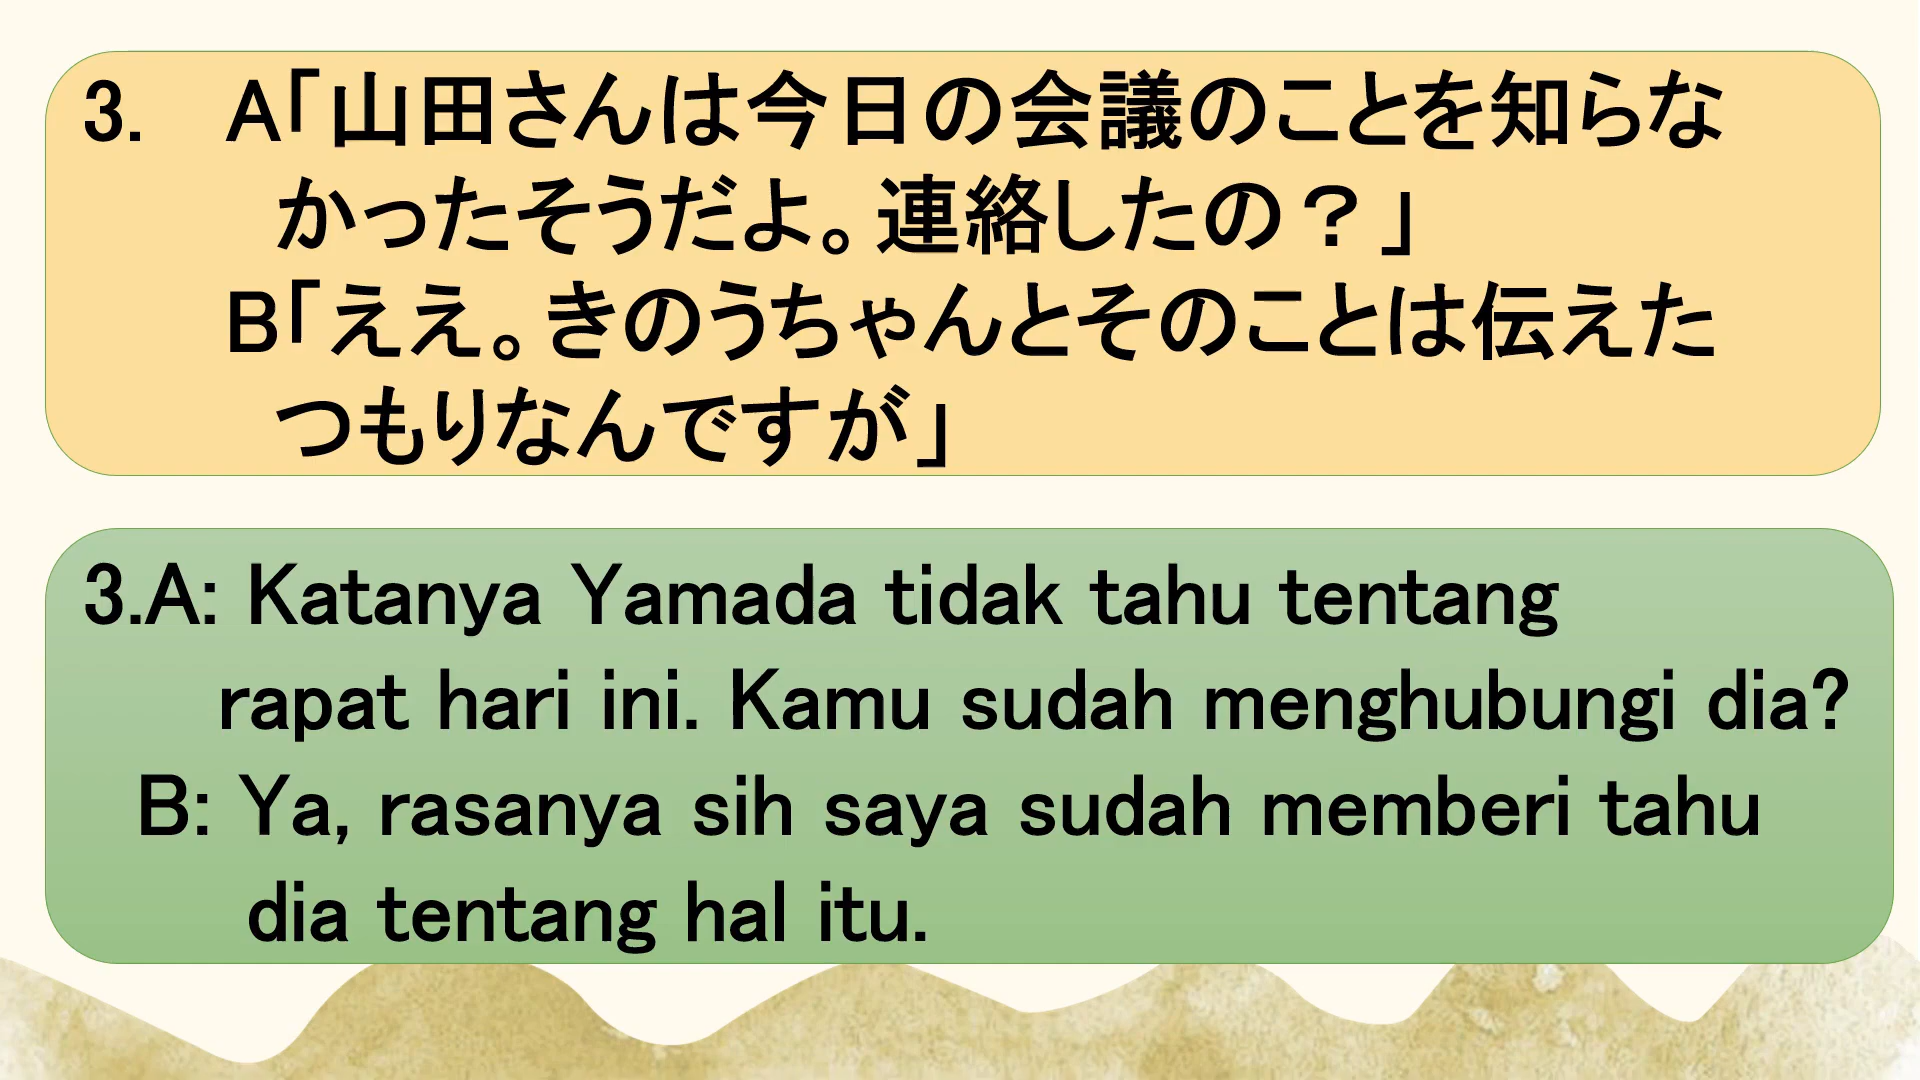 3.　A「山田さんは今日の会議のことを知らな
かったそうだよ。連絡したの？」
B「ええ。きのうちゃんとそのことは伝えた
つもりなんですが」
3.A: Katanya Yamada tidak tahu tentang
rapat hari ini. Kamu sudah menghubungi dia?
B: Ya, rasanya sih saya sudah memberi tahu
dia tentang hal itu.